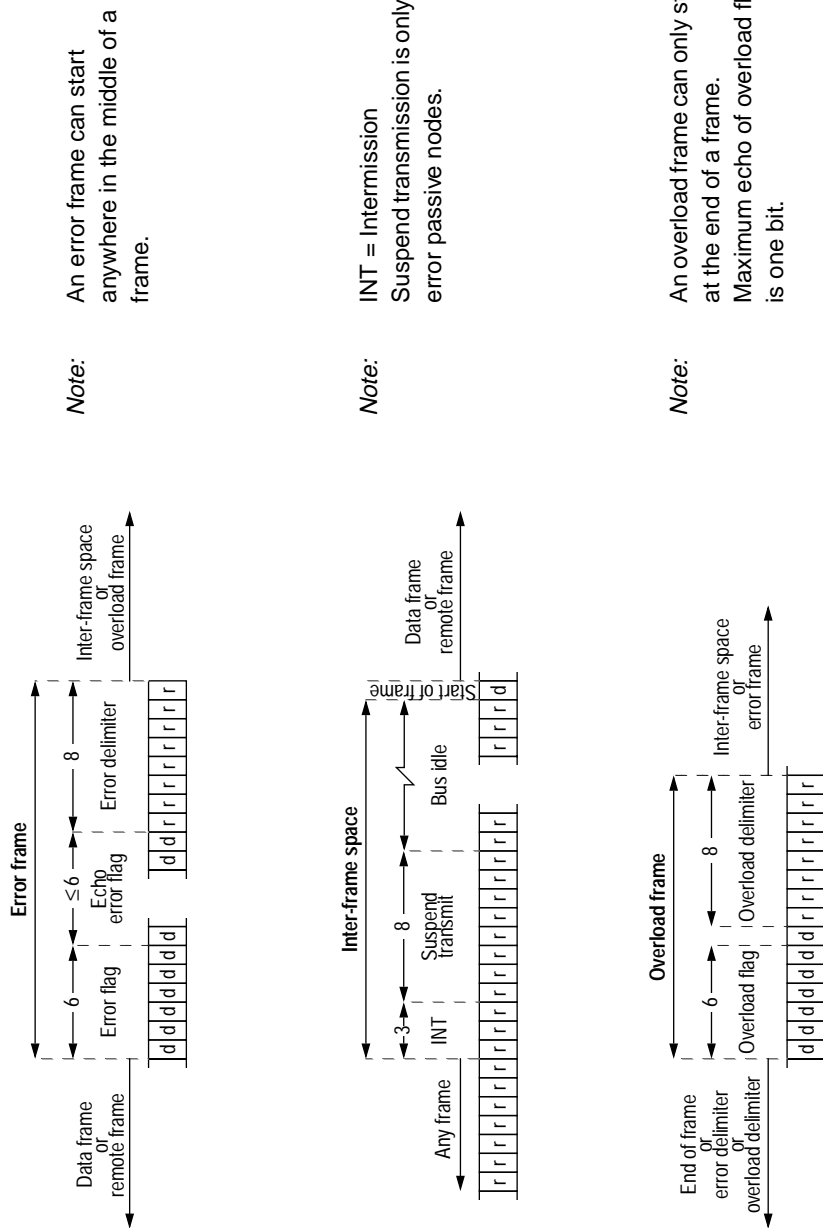 Error frame
6
≤ 6
8
Data frame
or
remote frame
Error flag
Echo
error flag
Error delimiter
Inter-frame space
or
overload frame
d d d d d d d d d r r r r r r r r
Note: An error frame can start
anywhere in the middle of a
frame.
Inter-frame space
3
8
Any frame
INT
Suspend
transmit
Bus idle
Start of frame
Data frame
or
remote frame
r r r r r r r r r r r r r r r r r r r r r r r d
Note: INT = Intermission
Suspend transmission is only
error passive nodes.
Overload frame
6
8
End of frame
or
error delimiter
or
overload delimiter
Overload flag
Overload delimiter
Inter-frame space
or
error frame
d d d d d d d r r r r r r r r
Note: An overload frame can only st
at the end of a frame.
Maximum echo of overload fl
is one bit.